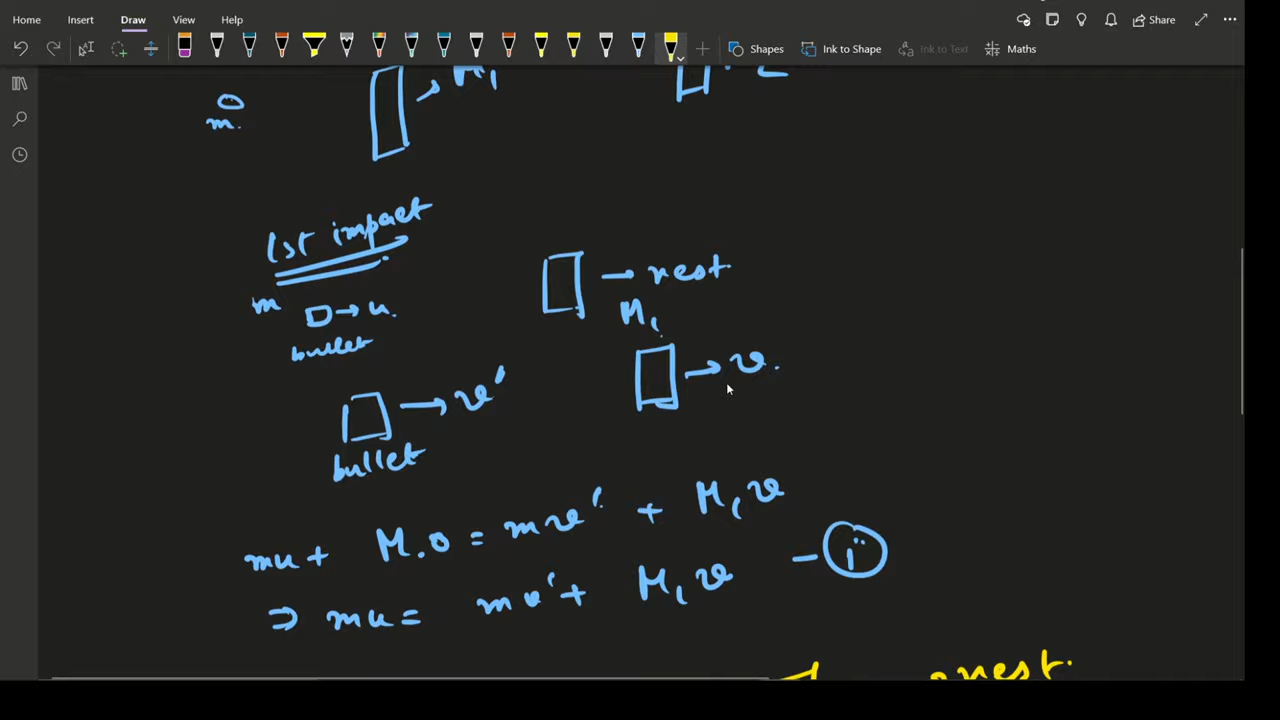 Home Insert Draw View Help Share
Shapes Ink to Shape Ink to Text Maths
M1
m.
1st impact
→ rest
m
→ u.
M1
bullet
→ v.
→ v'
bullet
mu + M.0 = mv' + M1v
⇒ mu = mv' + M1v - (i)
rest.